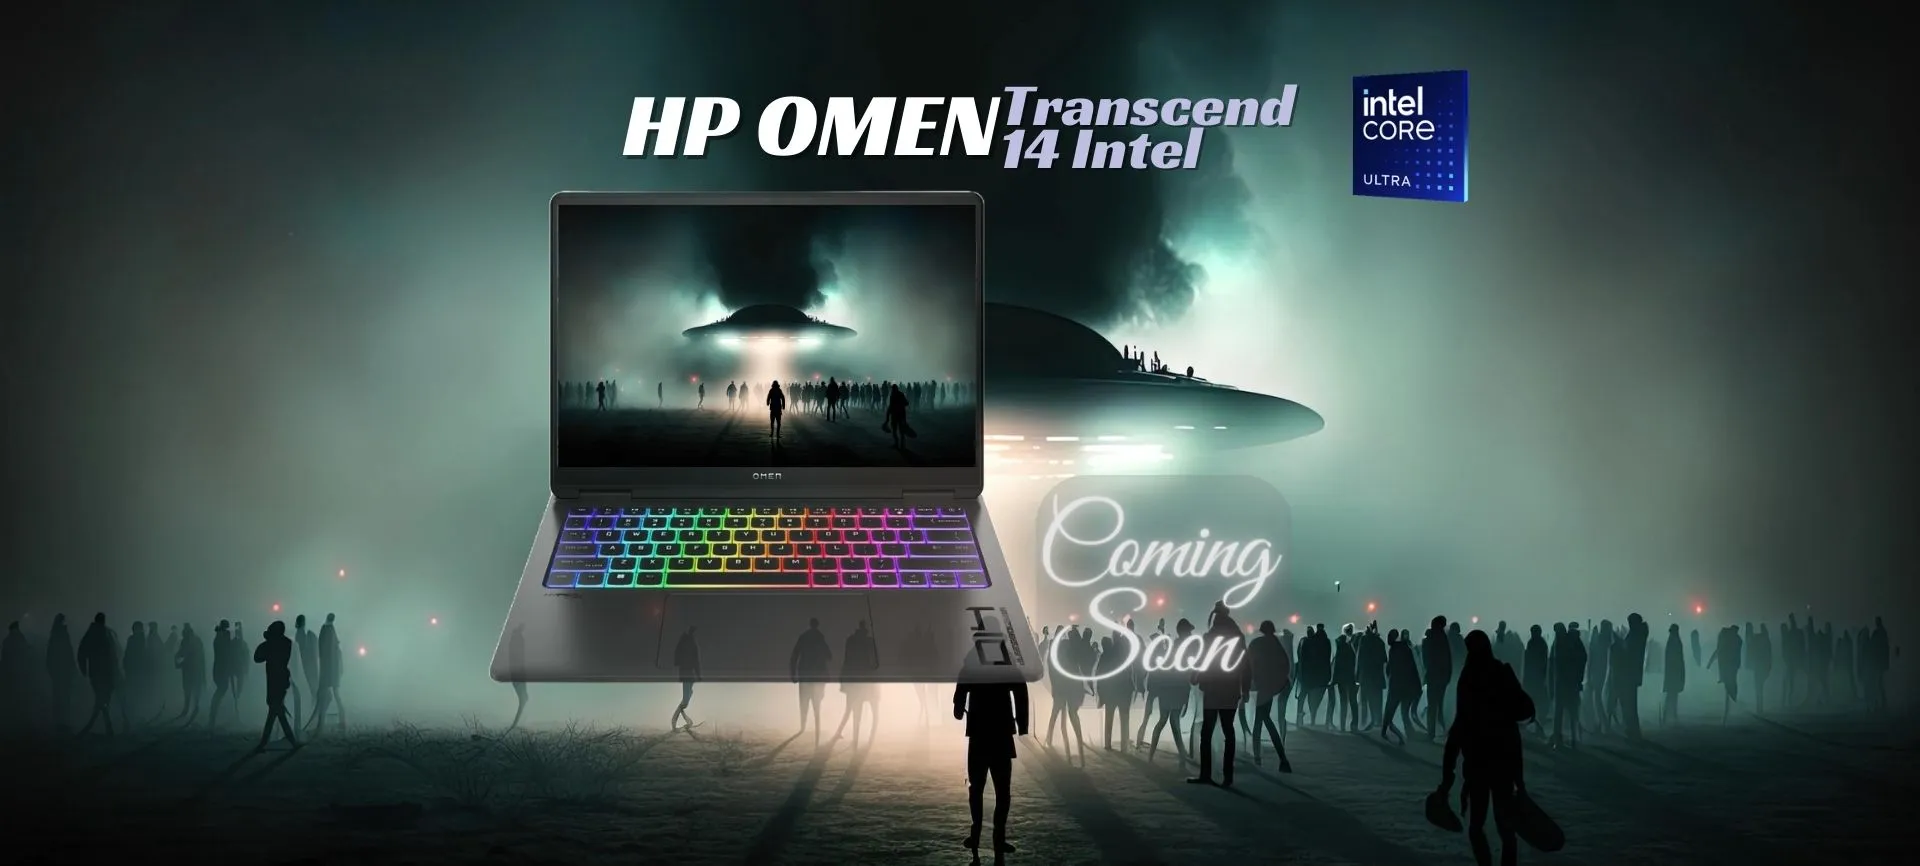 HP OMEN
Transcend
14 Intel
intel
CORE
ULTRA
OMEN
Q W E R T Y U I O P
A S D F G H J K L
Z X C V B N M
Coming
Soon